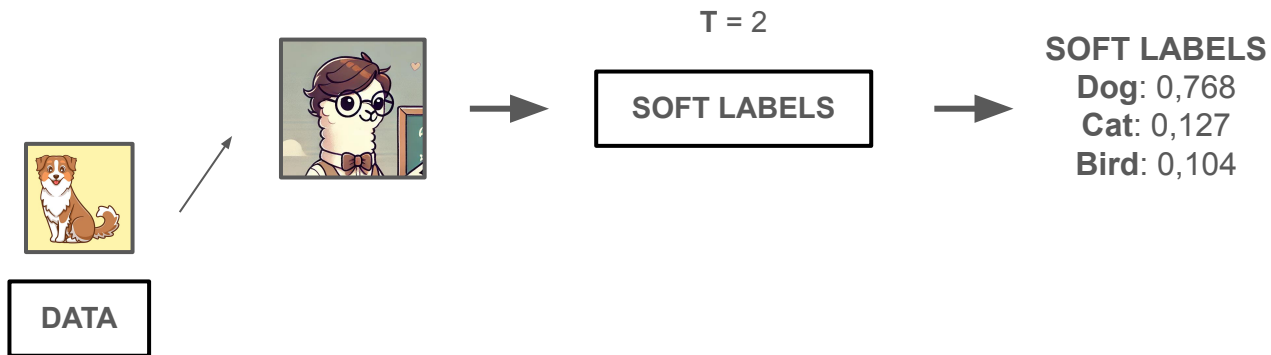 T = 2
SOFT LABELS
SOFT LABELS
Dog: 0,768
Cat: 0,127
Bird: 0,104
DATA